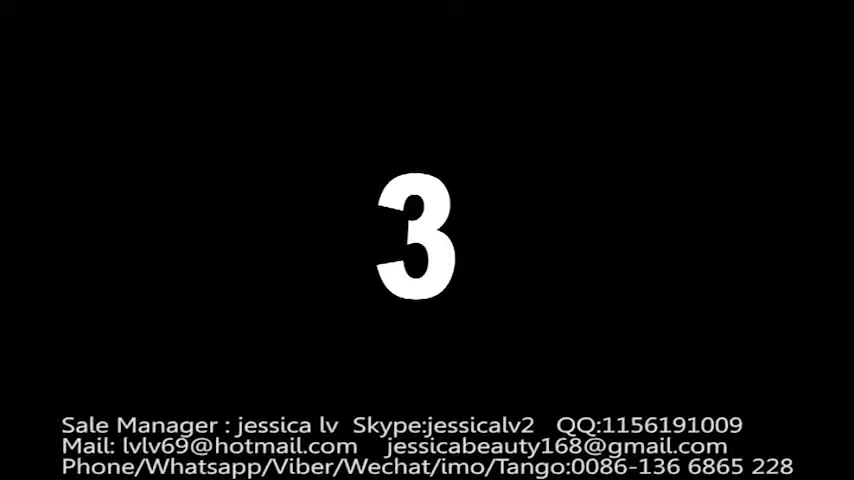 3
Sale Manager : jessica lv  Skype:jessicalv2   QQ:1156191009
Mail: lvlv69@hotmail.com    jessicabeauty168@gmail.com
Phone/Whatsapp/Viber/Wechat/imo/Tango:0086-136 6865 228